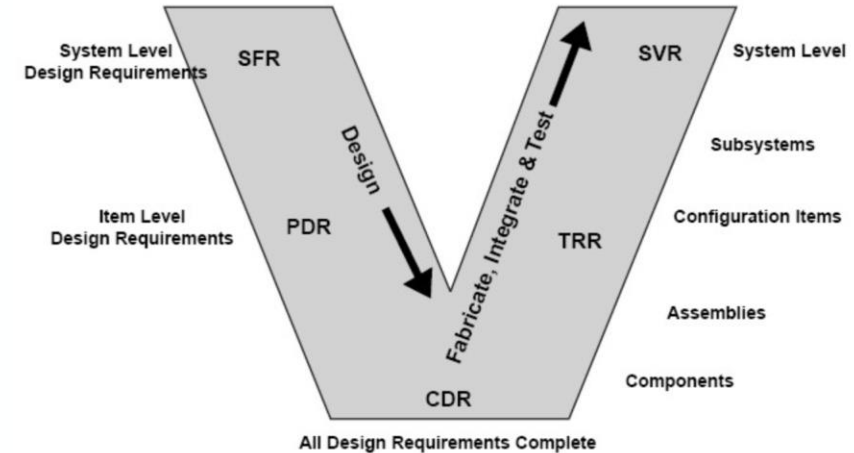 System Level
Design Requirements
SFR
SVR
System Level
Design
Fabricate, Integrate & Test
Subsystems
Item Level
Design Requirements
PDR
TRR
Configuration Items
Assemblies
Components
CDR
All Design Requirements Complete